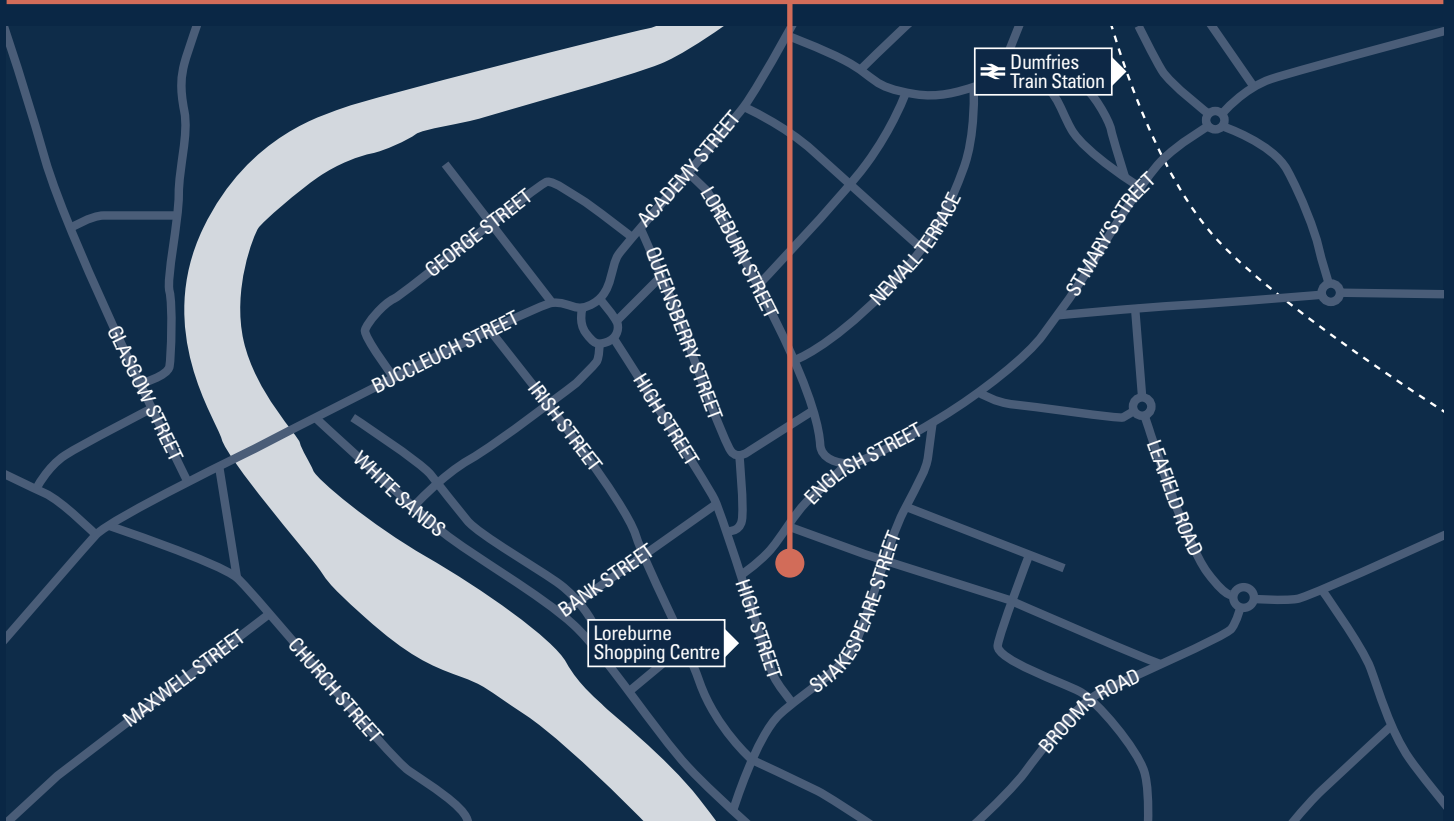 Dumfries
Train Station
ACADEMY STREET
GEORGE STREET
LOREBURN STREET
NEWALL TERRACE
ST MARY'S STREET
QUEENSBERRY STREET
BUCCLEUCH STREET
GLASGOW STREET
HIGH STREET
IRISH STREET
ENGLISH STREET
WHITE SANDS
LEAFIELD ROAD
BANK STREET
SHAKESPEARE STREET
HIGH STREET
Loreburne
Shopping Centre
MAXWELL STREET
CHURCH STREET
BROOMS ROAD